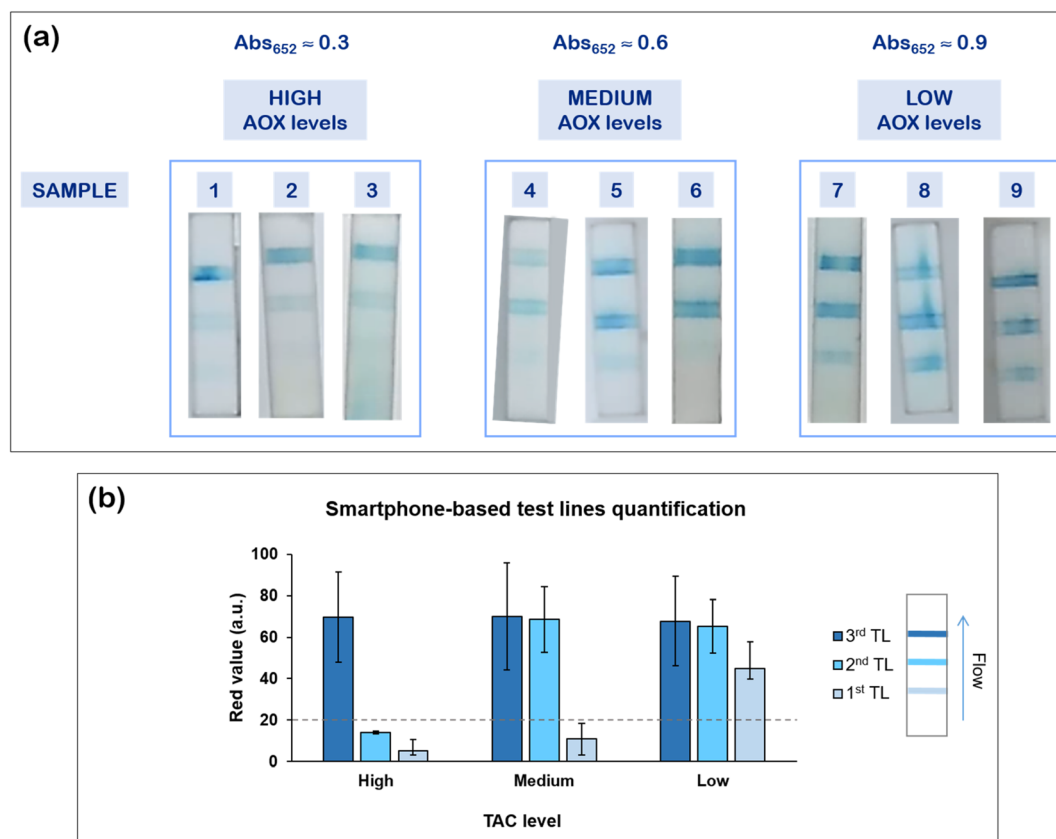 (a)
Abs652 ≈ 0.3
Abs652 ≈ 0.6
Abs652 ≈ 0.9
HIGH
AOX levels
MEDIUM
AOX levels
LOW
AOX levels
SAMPLE
1
2
3
4
5
6
7
8
9
(b)
Smartphone-based test lines quantification
Red value (a.u.)
100
80
60
40
20
0
High
Medium
Low
TAC level
3rd TL
2nd TL
1st TL
Flow